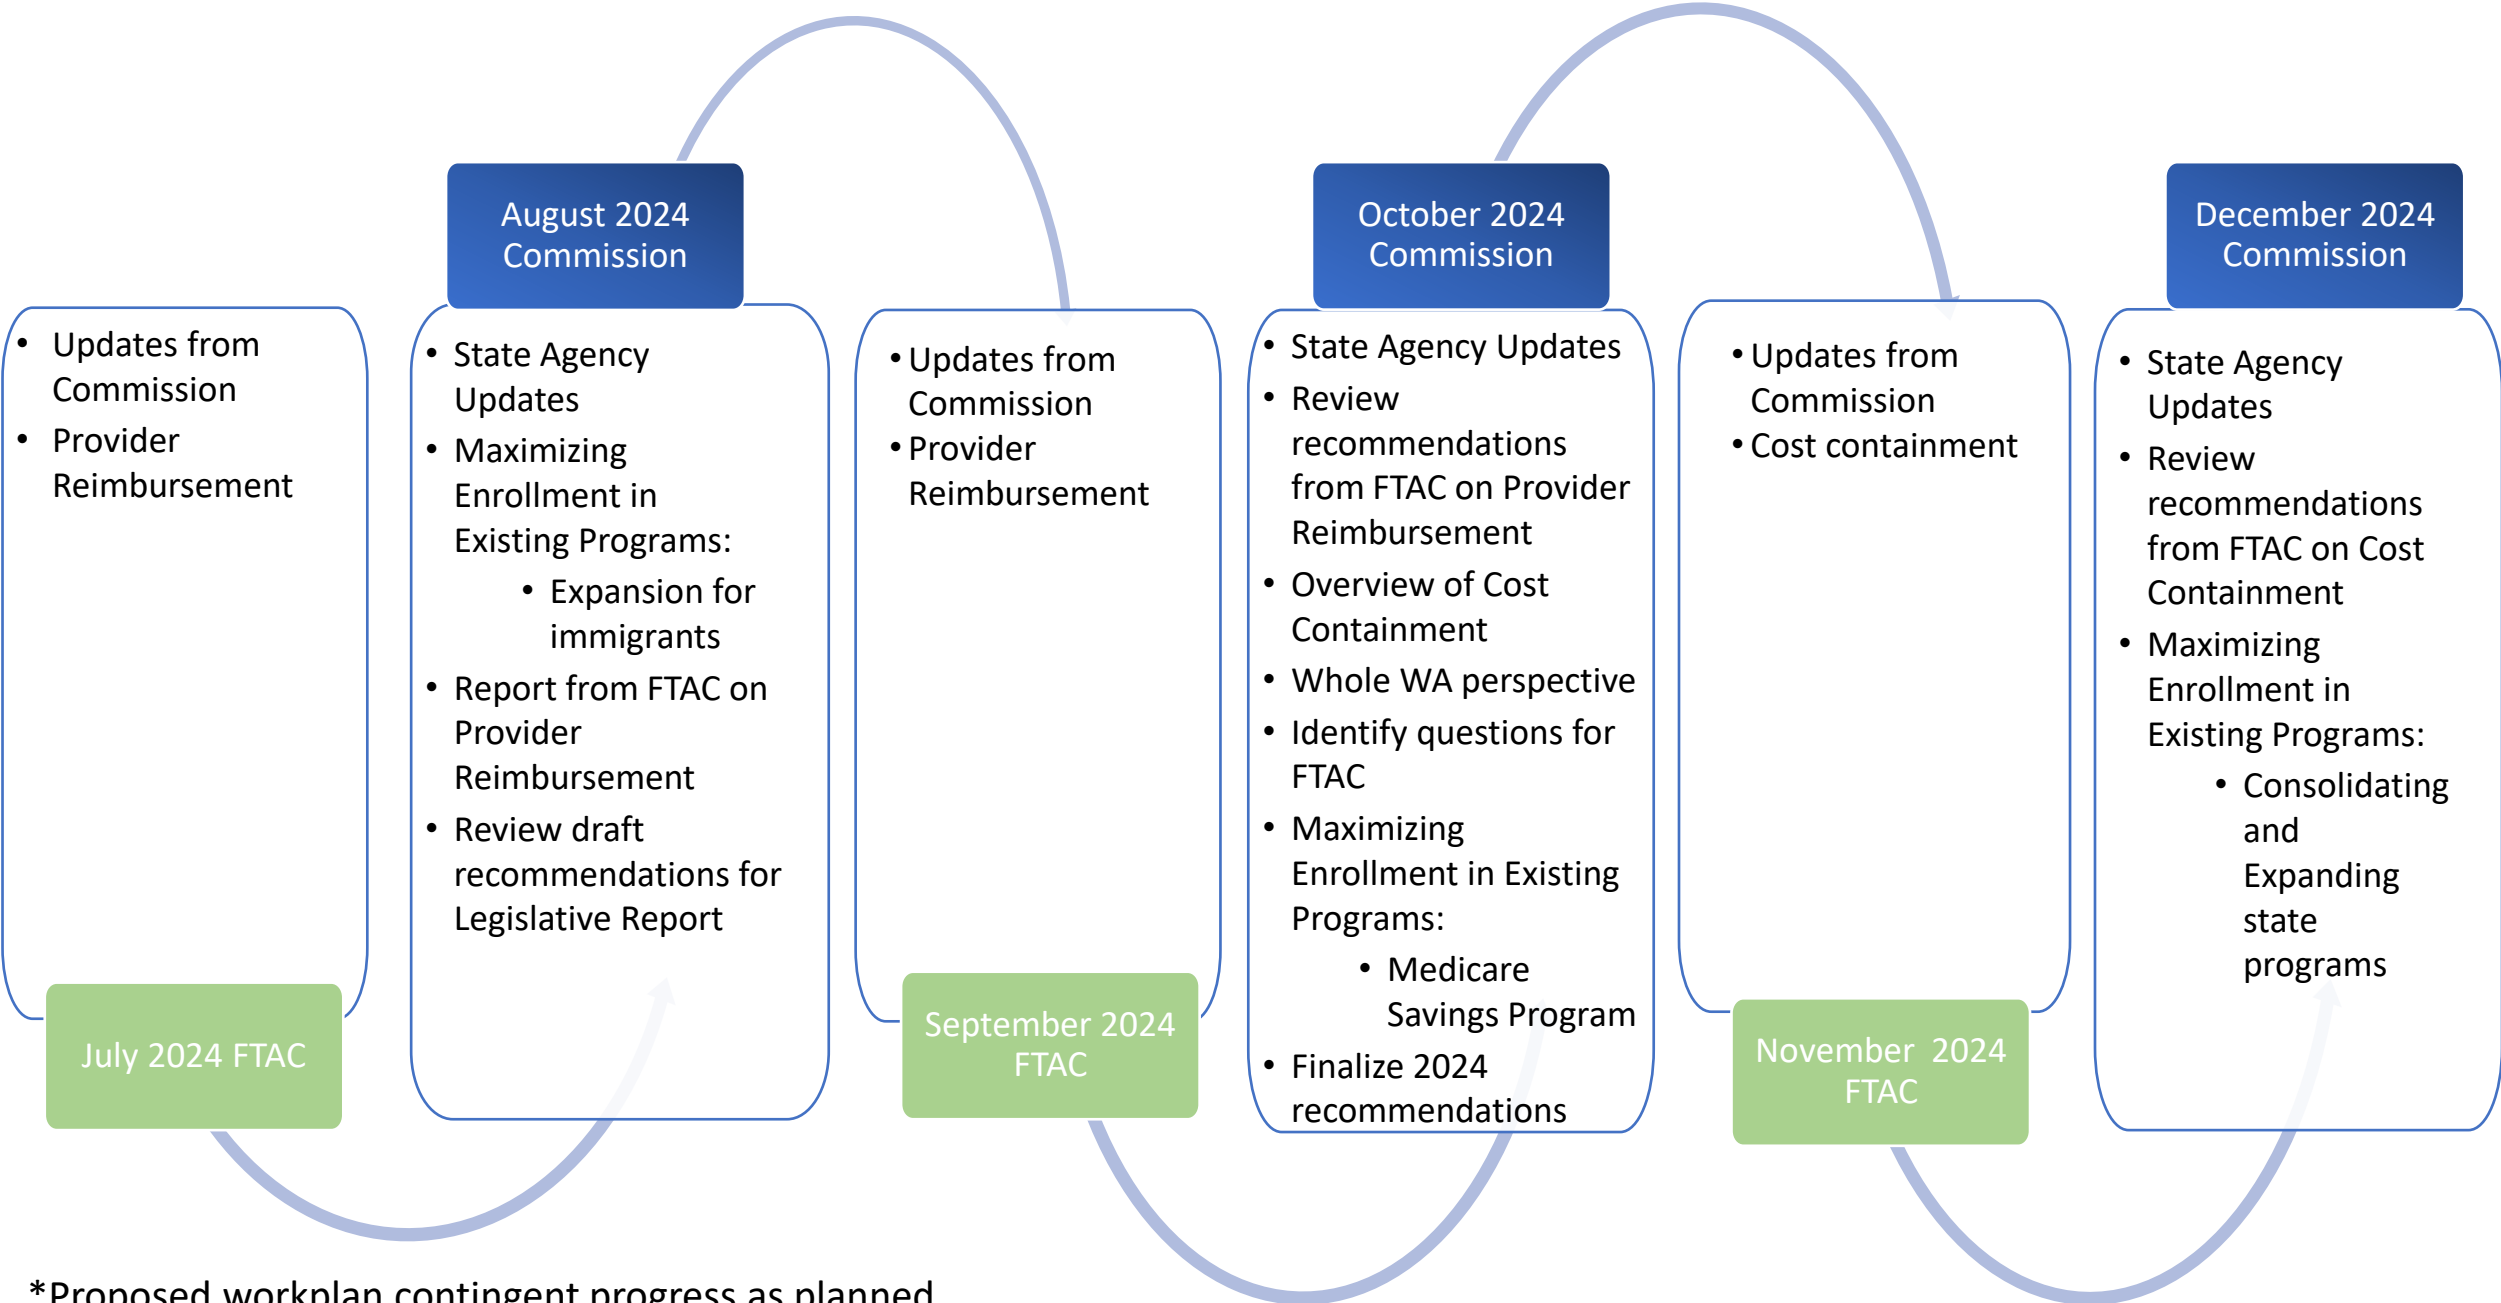 • Updates from
Commission
• Provider
Reimbursement
July 2024 FTAC
August 2024
Commission
• State Agency
Updates
• Maximizing
Enrollment in
Existing Programs:
• Expansion for
immigrants
• Report from FTAC on
Provider
Reimbursement
• Review draft
recommendations for
Legislative Report
• Updates from
Commission
• Provider
Reimbursement
September 2024
FTAC
October 2024
Commission
• State Agency Updates
• Review
recommendations
from FTAC on Provider
Reimbursement
• Overview of Cost
Containment
• Whole WA perspective
• Identify questions for
FTAC
• Maximizing
Enrollment in Existing
Programs:
• Medicare
Savings Program
• Finalize 2024
recommendations
• Updates from
Commission
• Cost containment
November 2024
FTAC
December 2024
Commission
• State Agency
Updates
• Review
recommendations
from FTAC on Cost
Containment
• Maximizing
Enrollment in
Existing Programs:
• Consolidating
and
Expanding
state
programs
*Proposed workplan contingent progress as planned